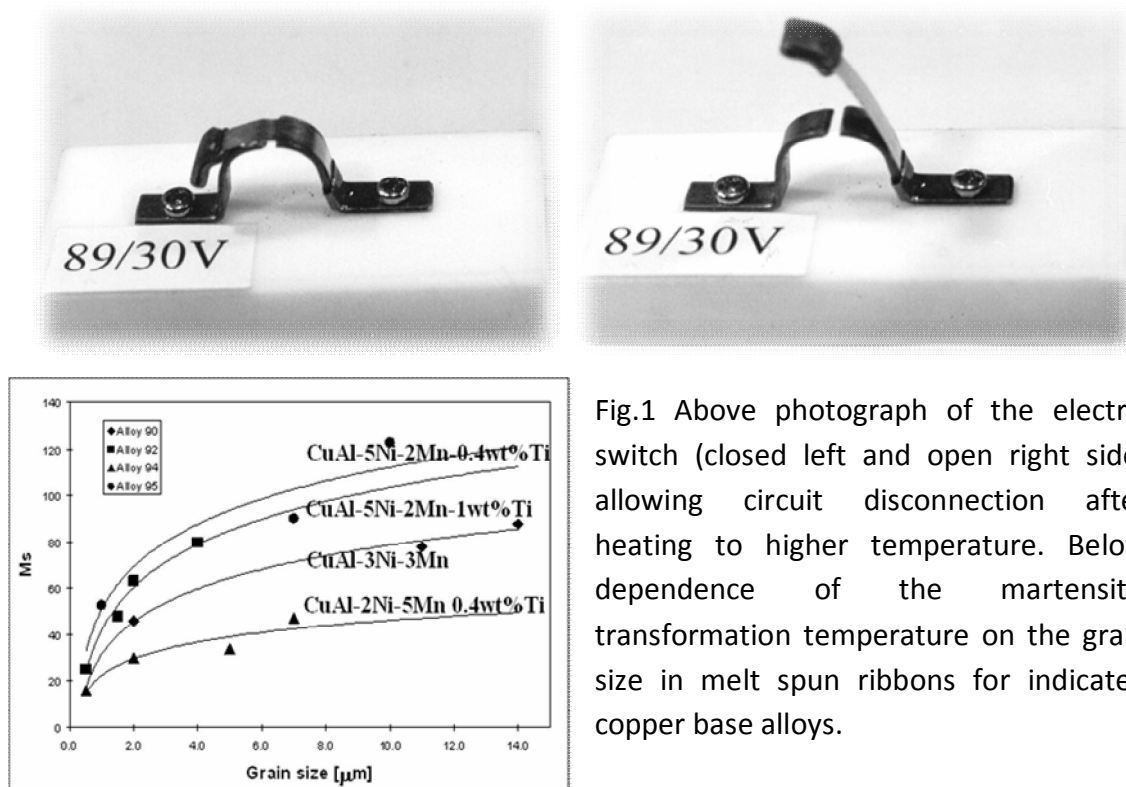 89/30V
89/30V
140
120
100
80
60
40
20
0
Ms
Alloy 90
Alloy 92
Alloy 94
Alloy 95
CuAl-5Ni-2Mn-0.4wt%Ti
CuAl-5Ni-2Mn-1wt%Ti
CuAl-3Ni-3Mn
CuAl-2Ni-5Mn 0.4wt%Ti
0.0 2.0 4.0 6.0 8.0 10.0 12.0 14.0
Grain size [μm]
Fig.1 Above photograph of the electr
switch (closed left and open right side
allowing circuit disconnection afte
heating to higher temperature. Belo
dependence of the martensit
transformation temperature on the grai
size in melt spun ribbons for indicate
copper base alloys.